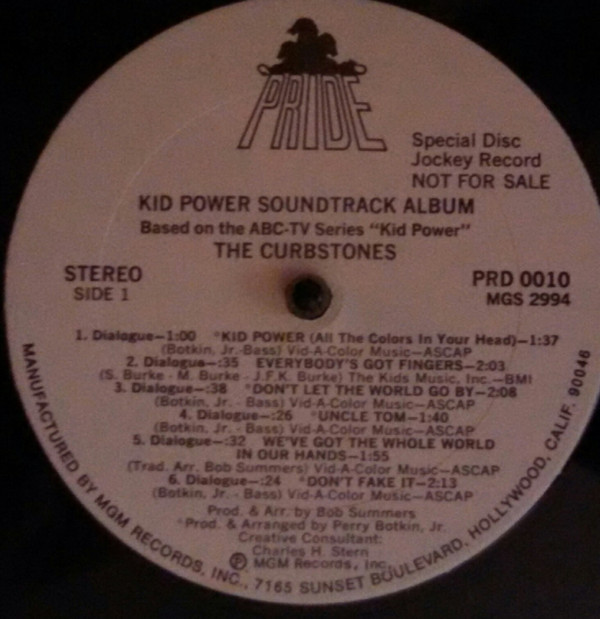 PRIDE
Special Disc
Jockey Record
NOT FOR SALE
KID POWER SOUNDTRACK ALBUM
Based on the ABC-TV Series "Kid Power"
THE CURBSTONES
STEREO
SIDE 1
PRD 0010
MGS 2994
1. Dialogue—1:00 *KID POWER (All The Colors In Your Head)—1:37
(Botkin, Jr.-Bass) Vid-A-Color Music—ASCAP
2. Dialogue—:35 EVERYBODY'S GOT FINGERS—2:03
(S. Burke - M. Burke - J.F.K. Burke) The Kids Music, Inc.—BMI
3. Dialogue—:38 *DON'T LET THE WORLD GO BY—2:08
(Botkin, Jr. - Bass) Vid-A-Color Music—ASCAP
4. Dialogue—:26 *UNCLE TOM—1:40
(Botkin, Jr. - Bass) Vid-A-Color Music—ASCAP
5. Dialogue—:32 WE'VE GOT THE WHOLE WORLD
IN OUR HANDS—1:55
(Trad. Arr. Bob Summers) Vid-A-Color Music—ASCAP
6. Dialogue—:24 *DON'T FAKE IT—2:13
(Botkin, Jr. - Bass) Vid-A-Color Music—ASCAP
Prod. & Arr. by Bob Summers
*Prod. & Arranged by Perry Botkin, Jr.
Creative Consultant:
Charles H. Stern
Ⓟ MGM Records, Inc.
MANUFACTURED BY MGM RECORDS, INC., 7165 SUNSET BOULEVARD, HOLLYWOOD, CALIF. 90046